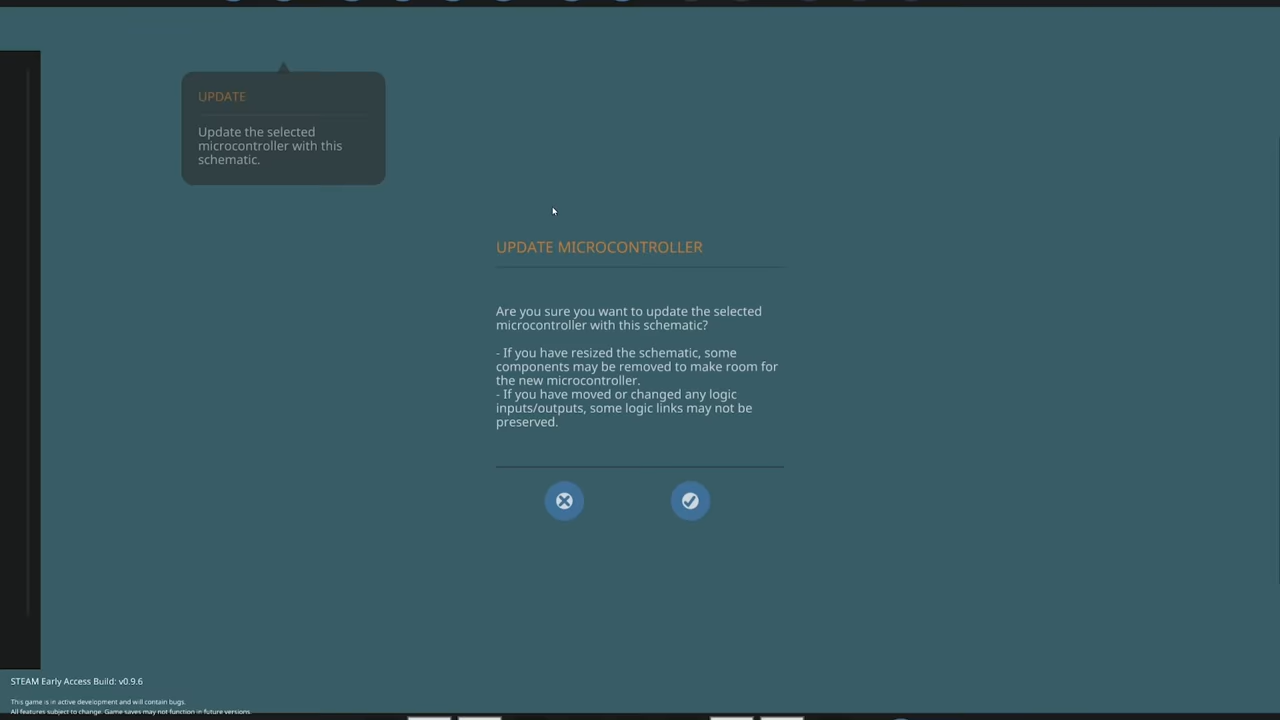 UPDATE
Update the selected
microcontroller with this
schematic.
UPDATE MICROCONTROLLER
Are you sure you want to update the selected
microcontroller with this schematic?
- If you have resized the schematic, some
components may be removed to make room for
the new microcontroller.
- If you have moved or changed any logic
inputs/outputs, some logic links may not be
preserved.
STEAM Early Access Build: v0.9.6
This game is in active development and will contain bugs.
All features subject to change. Game saves may not function in future versions.